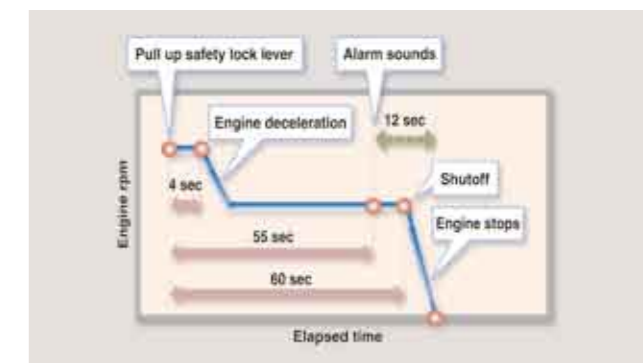 Pull up safety lock lever
Alarm sounds
Engine deceleration
12 sec
4 sec
Shutoff
Engine rpm
55 sec
Engine stops
60 sec
Elapsed time